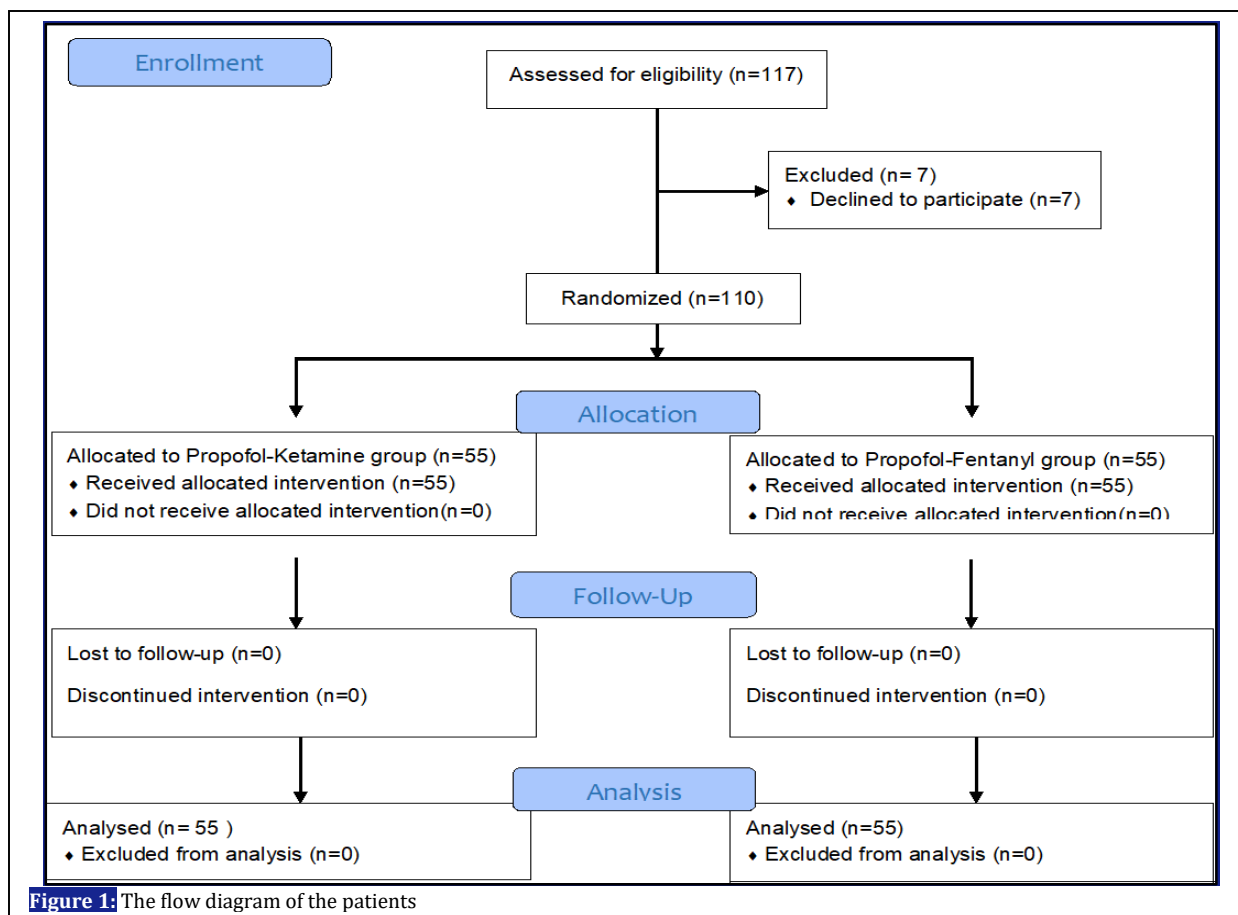 Enrollment
Assessed for eligibility (n=117)
Excluded (n= 7)
♦ Declined to participate (n=7)
Randomized (n=110)
Allocation
Allocated to Propofol-Ketamine group (n=55)
♦ Received allocated intervention (n=55)
♦ Did not receive allocated intervention(n=0)
Allocated to Propofol-Fentanyl group (n=55)
♦ Received allocated intervention (n=55)
♦ Did not receive allocated intervention(n=0)
Follow-Up
Lost to follow-up (n=0)
Discontinued intervention (n=0)
Lost to follow-up (n=0)
Discontinued intervention (n=0)
Analysis
Analysed (n= 55 )
♦ Excluded from analysis (n=0)
Analysed (n=55)
♦ Excluded from analysis (n=0)
Figure 1: The flow diagram of the patients